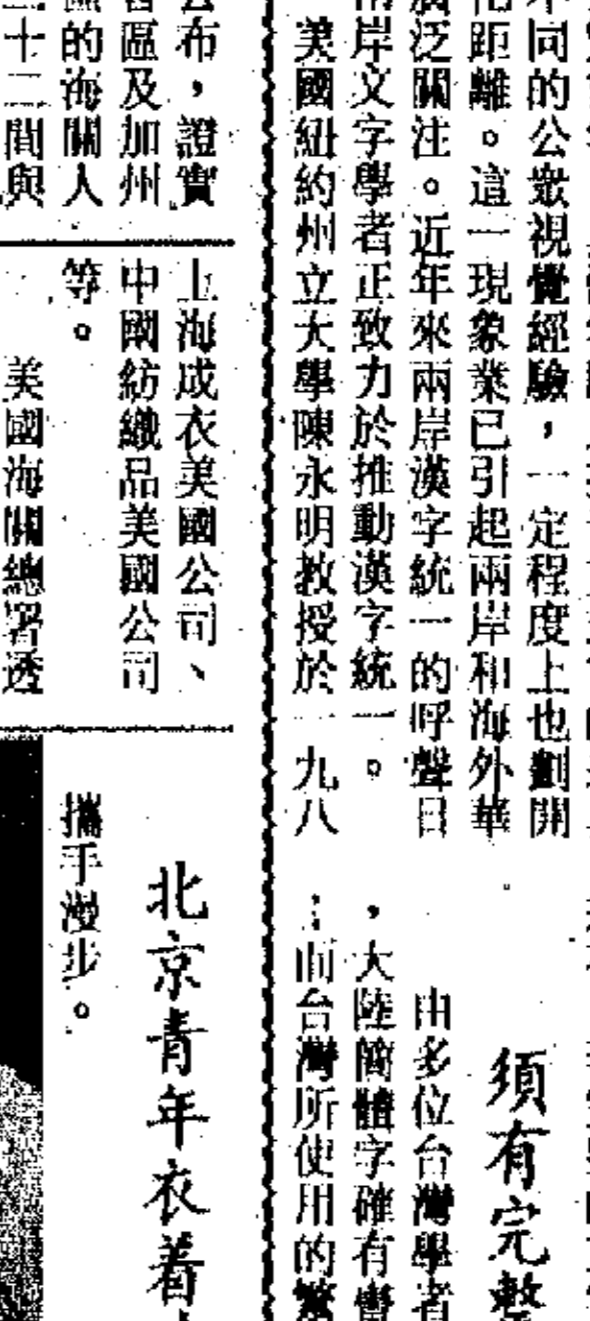 同的公眾視覺經驗，一定程度上也劃開
距離。這一現象業已引起兩岸和海外華
泛關注。近年來兩岸漢字統一的呼聲日
岸文字學者正致力於推動漢字統一。
美國紐約州立大學陳永明教授於一九八
須有完整
由多位台灣學者
，大陸簡體字確有
；而台灣所使用的繁
布，證實
區及加州
的海關人
十二間與
上海成衣美國公司、
中國紡織品美國公司
等。
美國海關總署透
北京青年衣着
攜手漫步。